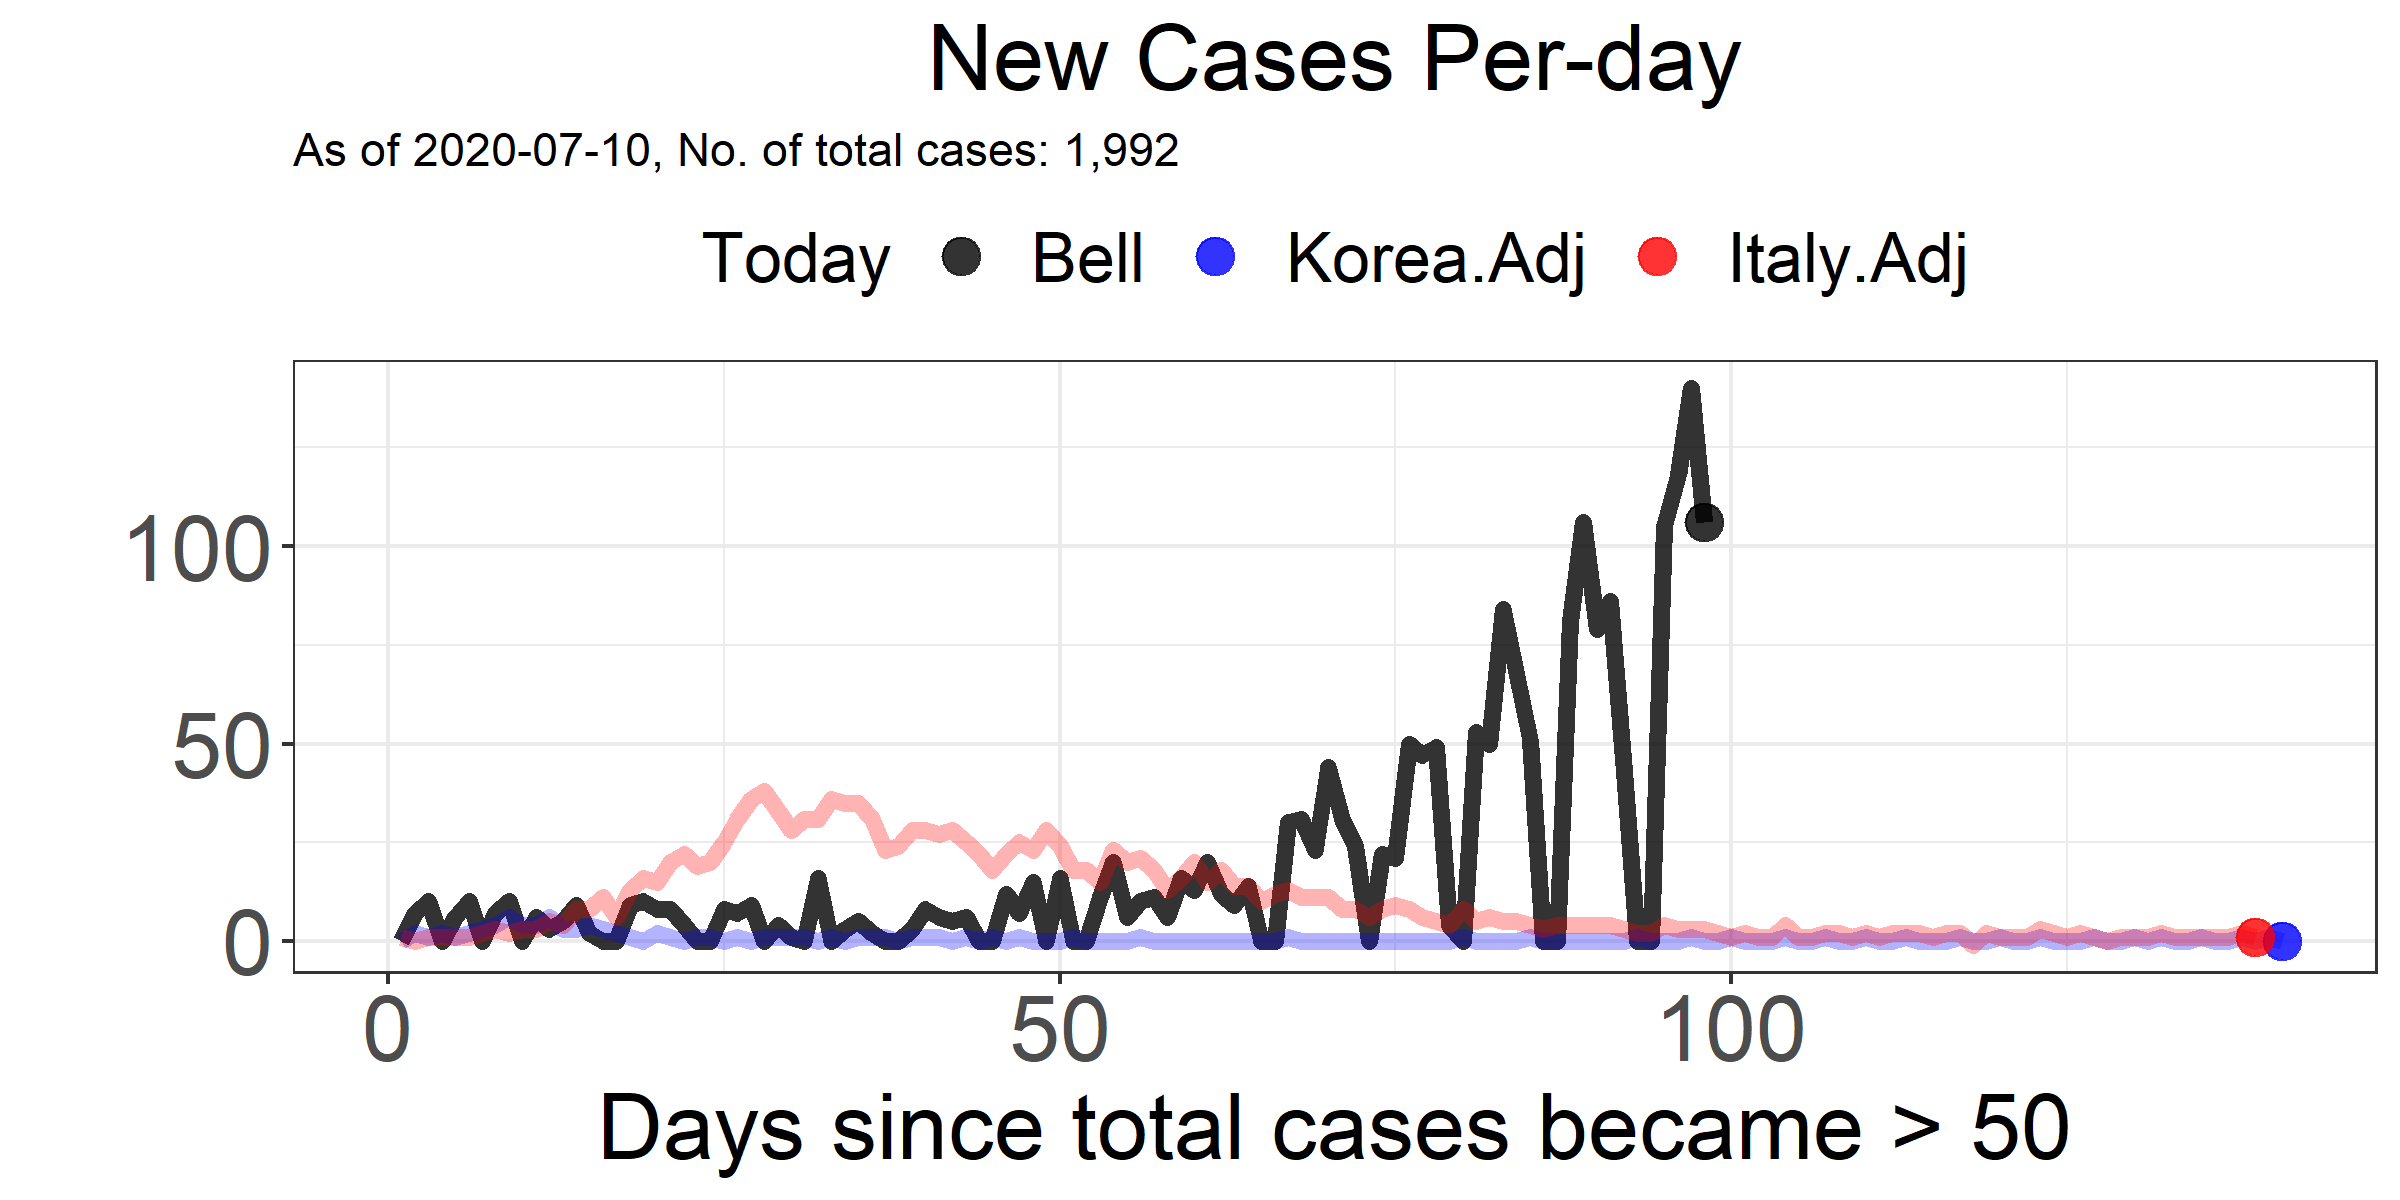 New Cases Per-day
As of 2020-07-10, No. of total cases: 1,992
Today Bell Korea.Adj Italy.Adj
100
50
0
0 50 100
Days since total cases became > 50